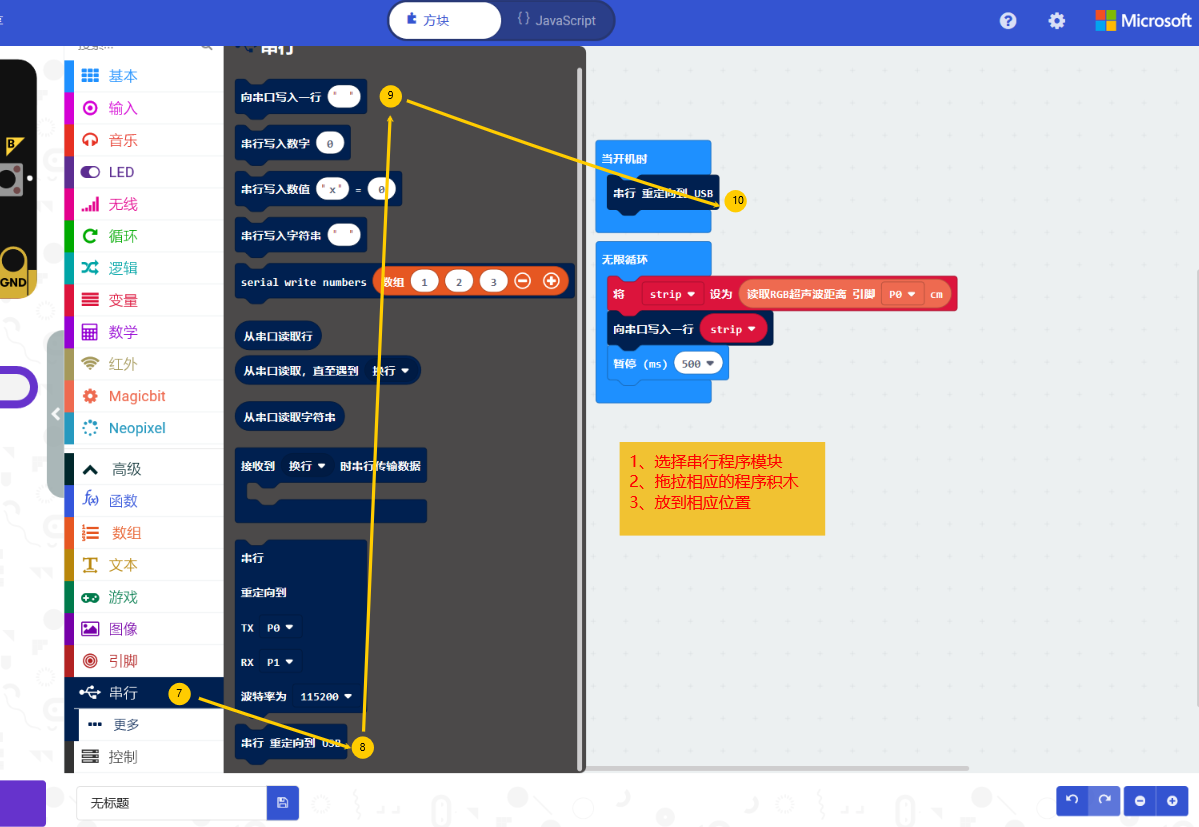 方块
JavaScript
Microsoft
搜索...
基本
输入
音乐
LED
无线
循环
逻辑
变量
数学
红外
Magicbit
Neopixel
高级
函数
数组
文本
游戏
图像
引脚
串行
更多
控制
串行
向串口写入一行 " "
串行写入数字 0
串行写入数值 "x" = 0
串行写入字符串 " "
serial write numbers 数组 1 2 3
从串口读取行
从串口读取，直至遇到 换行
从串口读取字符串
接收到 换行 时串行传输数据
串行
重定向到
TX P0
RX P1
波特率为 115200
串行 重定向到 USB
7
8
9
10
当开机时
串行 重定向到 USB
无限循环
将 strip 设为 读取RGB超声波距离 引脚 P0 cm
向串口写入一行 strip
暂停 (ms) 500
1、选择串行程序模块
2、拖拉相应的程序积木
3、放到相应位置
B
GND
无标题